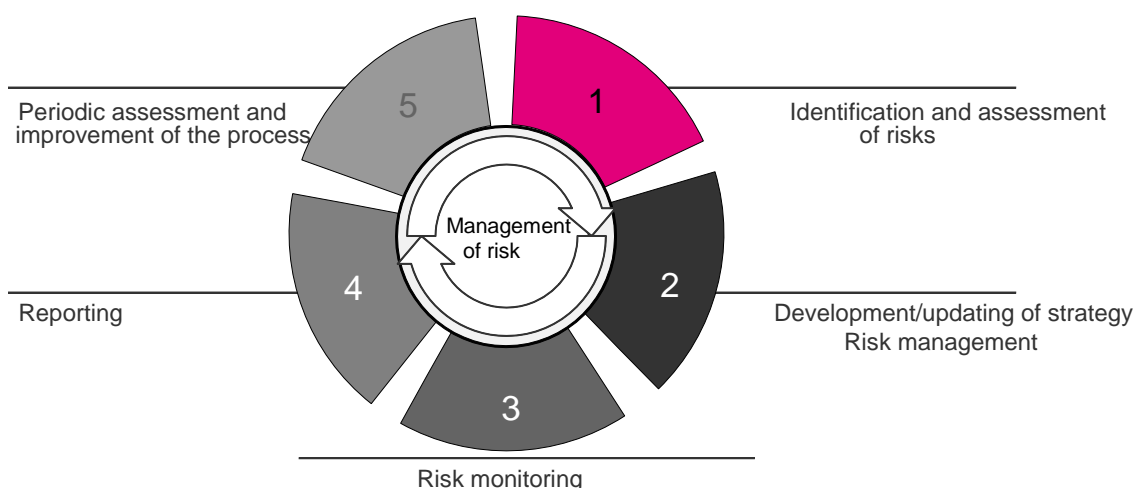 5
1
Periodic assessment and
improvement of the process
Identification and assessment
of risks
Management
of risk
4
2
Reporting
Development/updating of strategy
Risk management
3
Risk monitoring